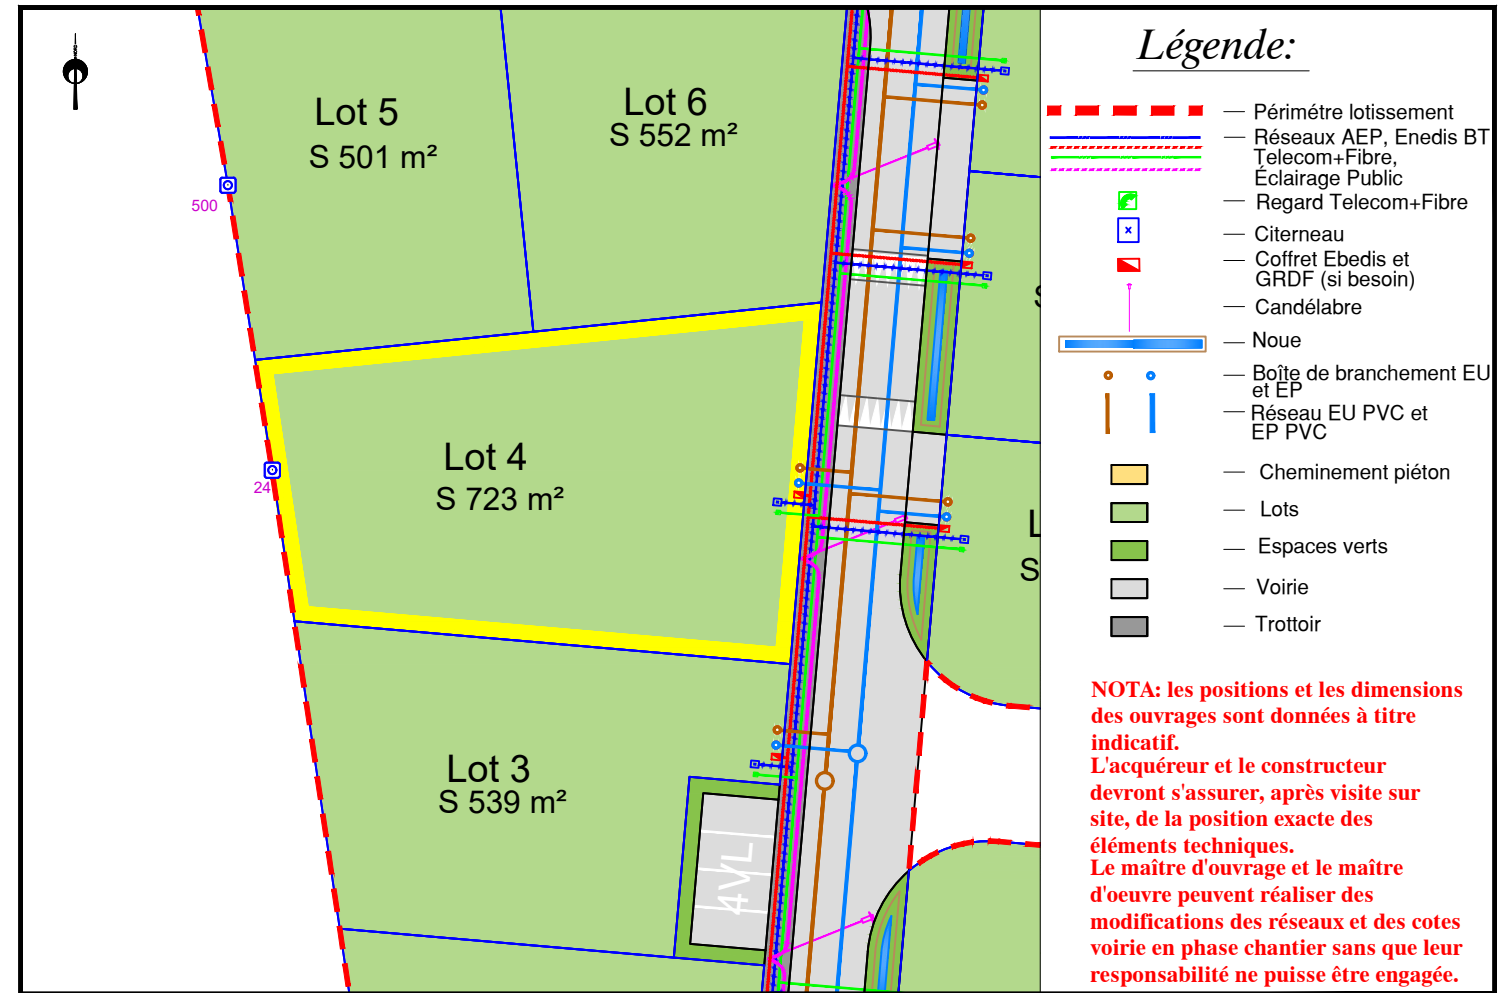 Légende:
Lot 5
S 501 m²
Lot 6
S 552 m²
500
Lot 4
S 723 m²
24
Lot 3
S 539 m²
4VL
L
S
Périmétre lotissement
Réseaux AEP, Enedis BT
Telecom+Fibre,
Éclairage Public
Regard Telecom+Fibre
Citerneau
Coffret Ebedis et
GRDF (si besoin)
Candélabre
Noue
Boîte de branchement EU
et EP
Réseau EU PVC et
EP PVC
Cheminement piéton
Lots
Espaces verts
Voirie
Trottoir
NOTA: les positions et les dimensions
des ouvrages sont données à titre
indicatif.
L'acquéreur et le constructeur
devront s'assurer, après visite sur
site, de la position exacte des
éléments techniques.
Le maître d'ouvrage et le maître
d'oeuvre peuvent réaliser des
modifications des réseaux et des cotes
voirie en phase chantier sans que leur
responsabilité ne puisse être engagée.